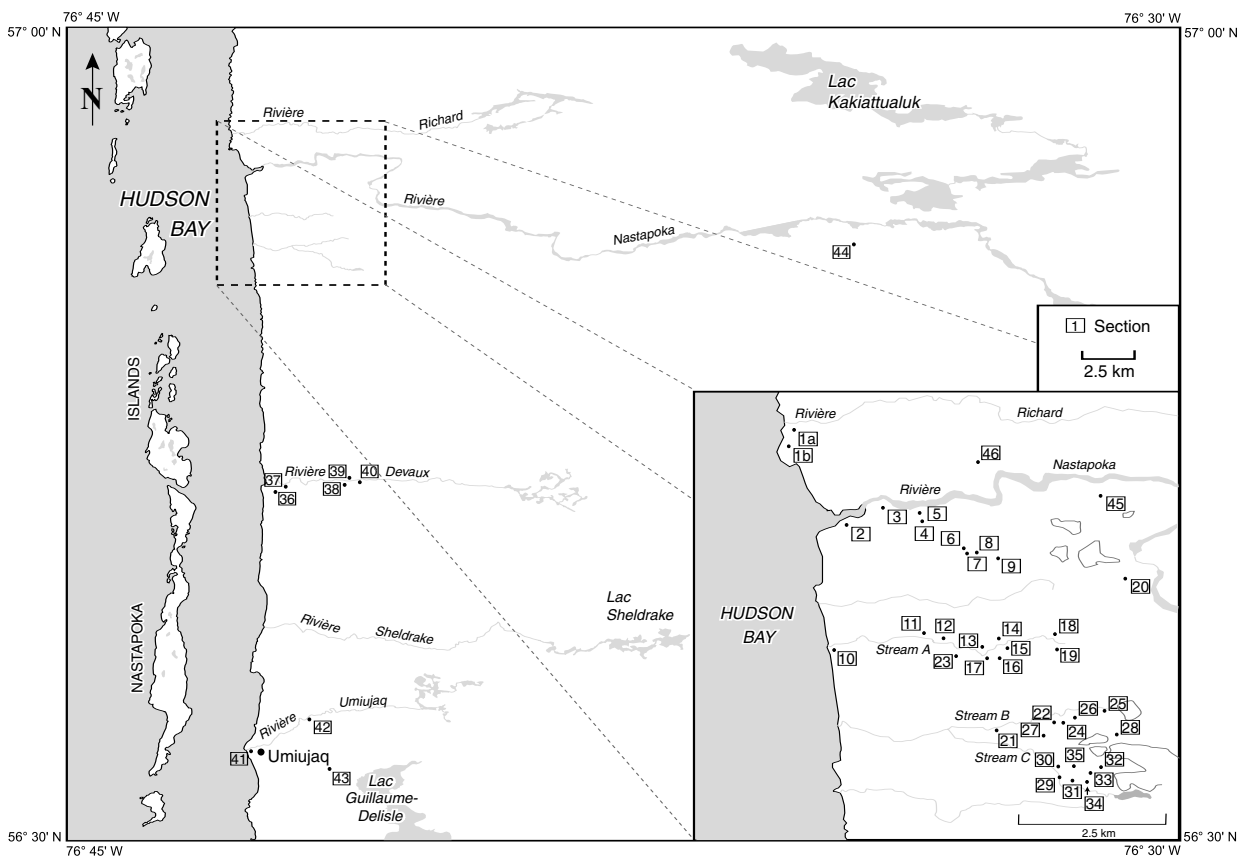 76° 45' W
76° 30' W
57° 00' N
57° 00' N
N
Rivière
Richard
Lac
Kakiattualuk
HUDSON
BAY
Rivière
Nastapoka
44
1 Section
2.5 km
ISLANDS
NASTAPOKA
37
Rivière
39
40
Devaux
36
38
Rivière
Sheldrake
Lac
Sheldrake
Rivière
Umiujaq
42
41
Umiujaq
43
Lac
Guillaume-
Delisle
Rivière
Richard
1a
1b
46
Nastapoka
Rivière
45
3
5
2
4
6
8
7
9
20
HUDSON
BAY
11
12
13
14
18
10
Stream A
23
17
15
16
19
Stream B
22
26
25
21
27
24
28
Stream C
30
35
32
29
31
33
34
2.5 km
56° 30' N
56° 30' N
76° 45' W
76° 30' W